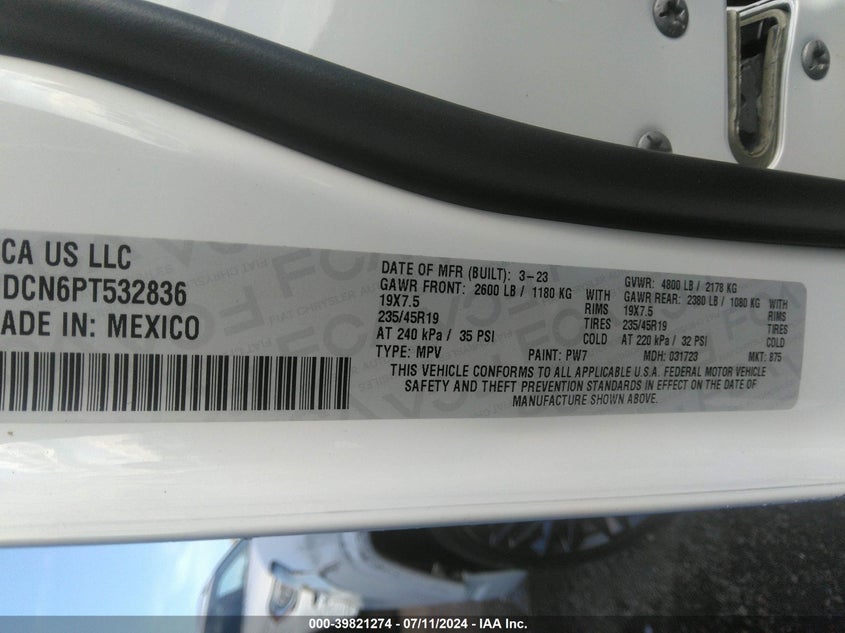 CA US LLC
DCN6PT532836
ADE IN: MEXICO
DATE OF MFR (BUILT): 3-23
GAWR FRONT: 2600 LB / 1180 KG WITH
19X7.5 RIMS
235/45R19 TIRES
AT 240 kPa / 35 PSI COLD
TYPE: MPV PAINT: PW7
GVWR: 4800 LB / 2178 KG
GAWR REAR: 2380 LB / 1080 KG WITH
19X7.5 RIMS
235/45R19 TIRES
AT 220 kPa / 32 PSI COLD
MDH: 031723 MKT: 875
THIS VEHICLE CONFORMS TO ALL APPLICABLE U.S.A. FEDERAL MOTOR VEHICLE
SAFETY AND THEFT PREVENTION STANDARDS IN EFFECT ON THE DATE OF
MANUFACTURE SHOWN ABOVE.
000-39821274 - 07/11/2024 - IAA Inc.